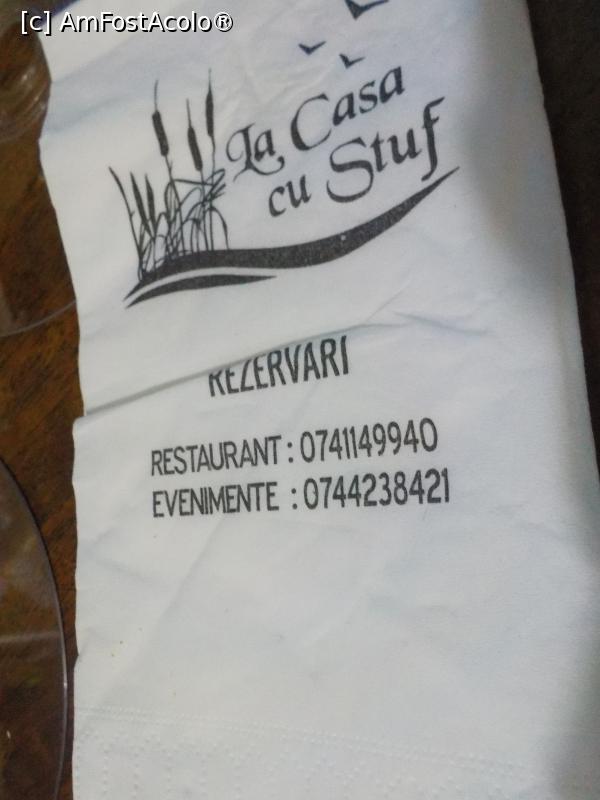 [c] AmFostAcolo®
La Casa
cu Stuf
REZERVARI
RESTAURANT : 0741149940
EVENIMENTE : 0744238421